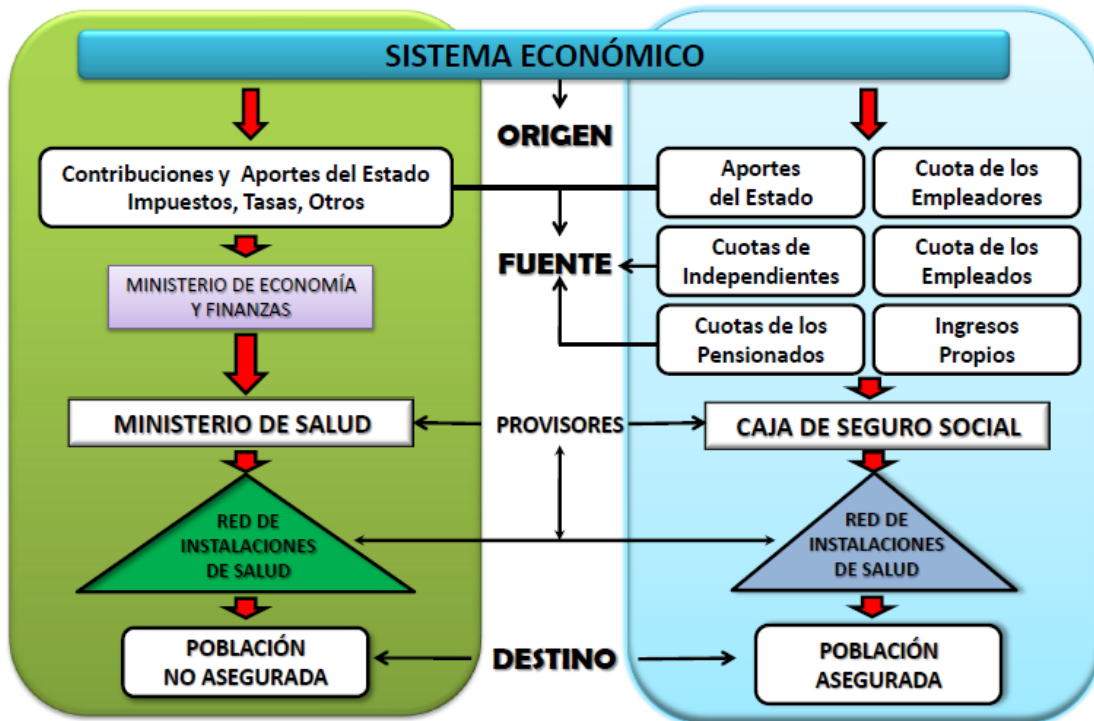 SISTEMA ECONÓMICO
ORIGEN
Contribuciones y Aportes del Estado
Impuestos, Tasas, Otros
Aportes
del Estado
Cuota de los
Empleadores
FUENTE
Cuotas de
Independientes
Cuota de los
Empleados
MINISTERIO DE ECONOMÍA
Y FINANZAS
Cuotas de los
Pensionados
Ingresos
Propios
MINISTERIO DE SALUD
PROVISORES
CAJA DE SEGURO SOCIAL
RED DE
INSTALACIONES
DE SALUD
RED DE
INSTALACIONES
DE SALUD
POBLACIÓN
NO ASEGURADA
DESTINO
POBLACIÓN
ASEGURADA